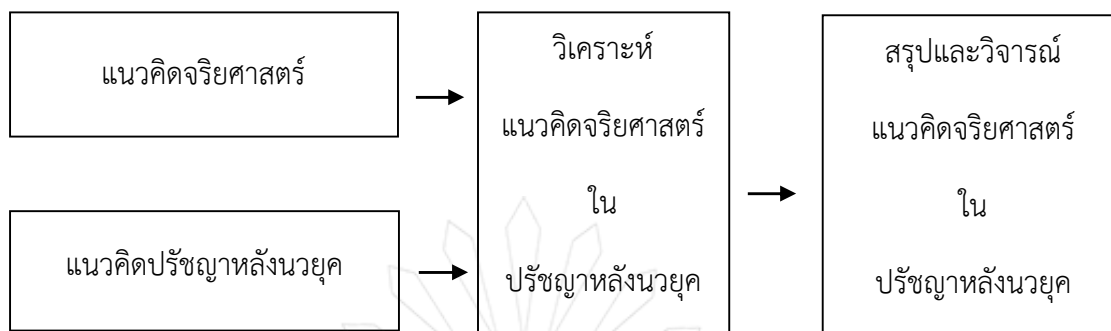 แนวคิดจริยศาสตร์
แนวคิดปรัชญาหลังนวยุค
วิเคราะห์
แนวคิดจริยศาสตร์
ใน
ปรัชญาหลังนวยุค
สรุปและวิจารณ์
แนวคิดจริยศาสตร์
ใน
ปรัชญาหลังนวยุค